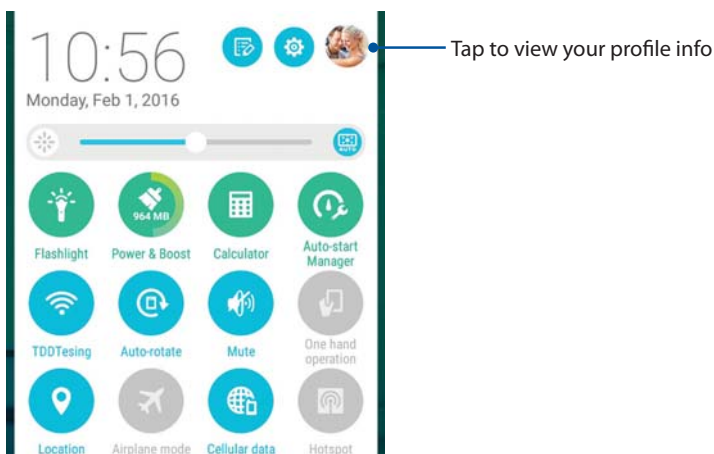 10:56
Tap to view your profile info
Monday, Feb 1, 2016
AUTO
964 MB
Flashlight Power & Boost Calculator Auto-start
Manager
TDDTesing Auto-rotate Mute One hand
operation
Location Airplane mode Cellular data Hotspot